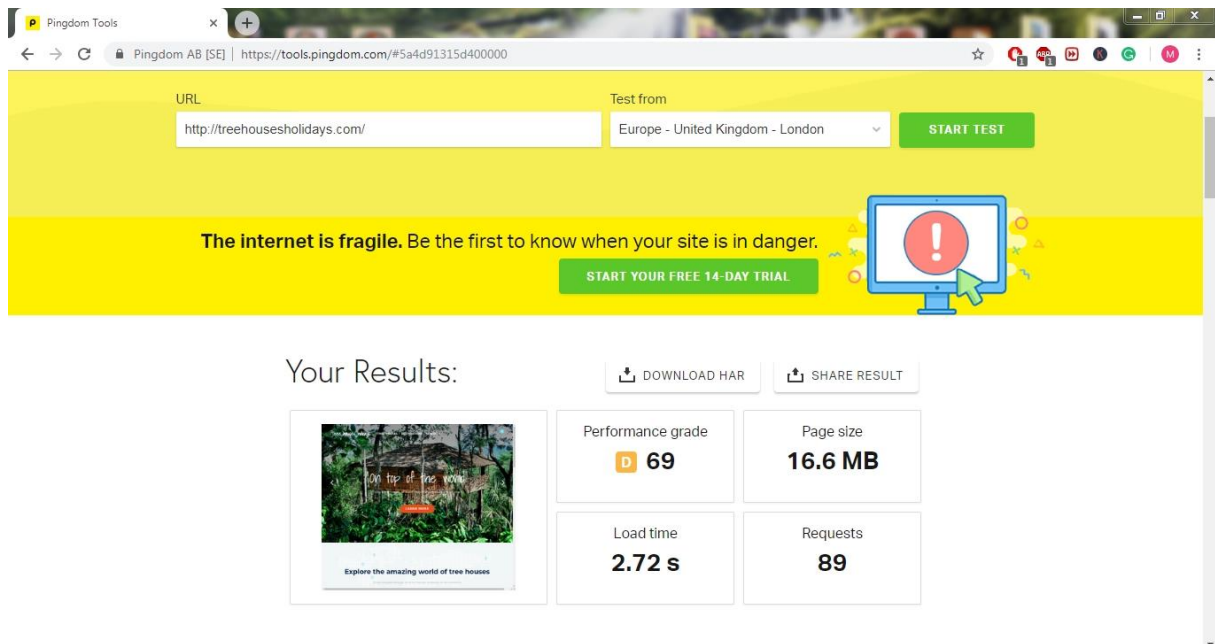 Pingdom Tools
Pingdom AB [SE] | https://tools.pingdom.com/#5a4d91315d400000
URL
Test from
http://treehousesholidays.com/
Europe - United Kingdom - London
START TEST
The internet is fragile. Be the first to know when your site is in danger.
START YOUR FREE 14-DAY TRIAL
Your Results:
DOWNLOAD HAR
SHARE RESULT
Performance grade
D 69
Page size
16.6 MB
On top of the world
LEARN MORE
Explore the amazing world of tree houses
Load time
2.72 s
Requests
89